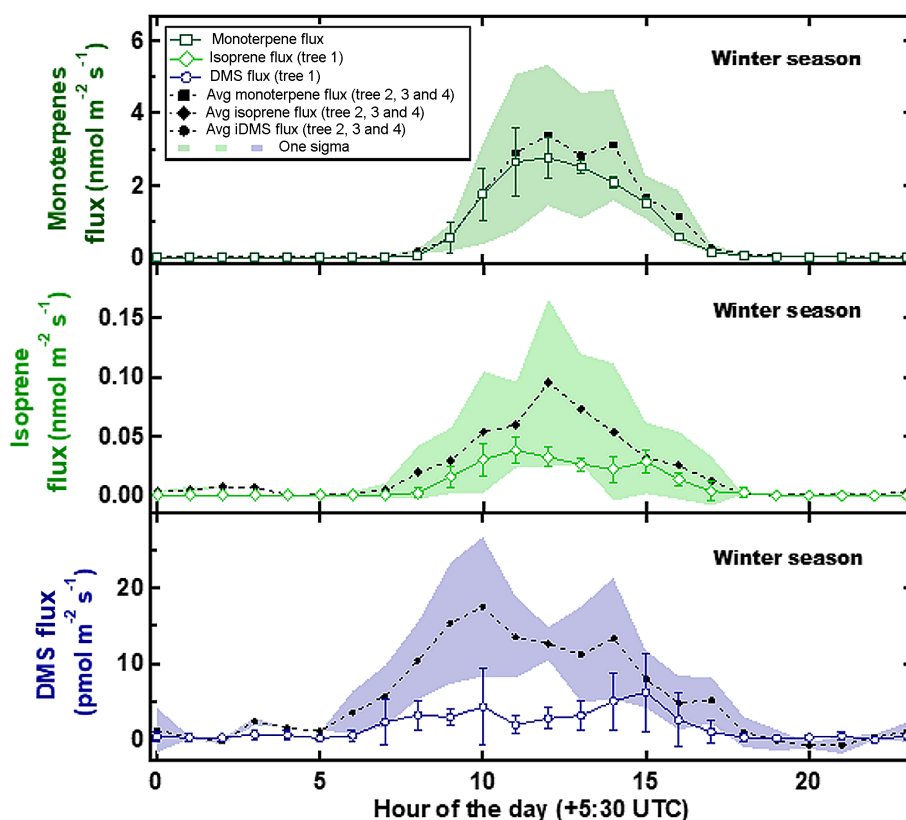 Monoterpene flux
Isoprene flux (tree 1)
DMS flux (tree 1)
Avg monoterpene flux (tree 2, 3 and 4)
Avg isoprene flux (tree 2, 3 and 4)
Avg iDMS flux (tree 2, 3 and 4)
One sigma
Winter season
Monoterpenes
flux (nmol m⁻² s⁻¹)
6
4
2
0
Winter season
Isoprene
flux (nmol m⁻² s⁻¹)
0.15
0.10
0.05
0.00
Winter season
DMS flux
(pmol m⁻² s⁻¹)
20
10
0
0 5 10 15 20
Hour of the day (+5:30 UTC)